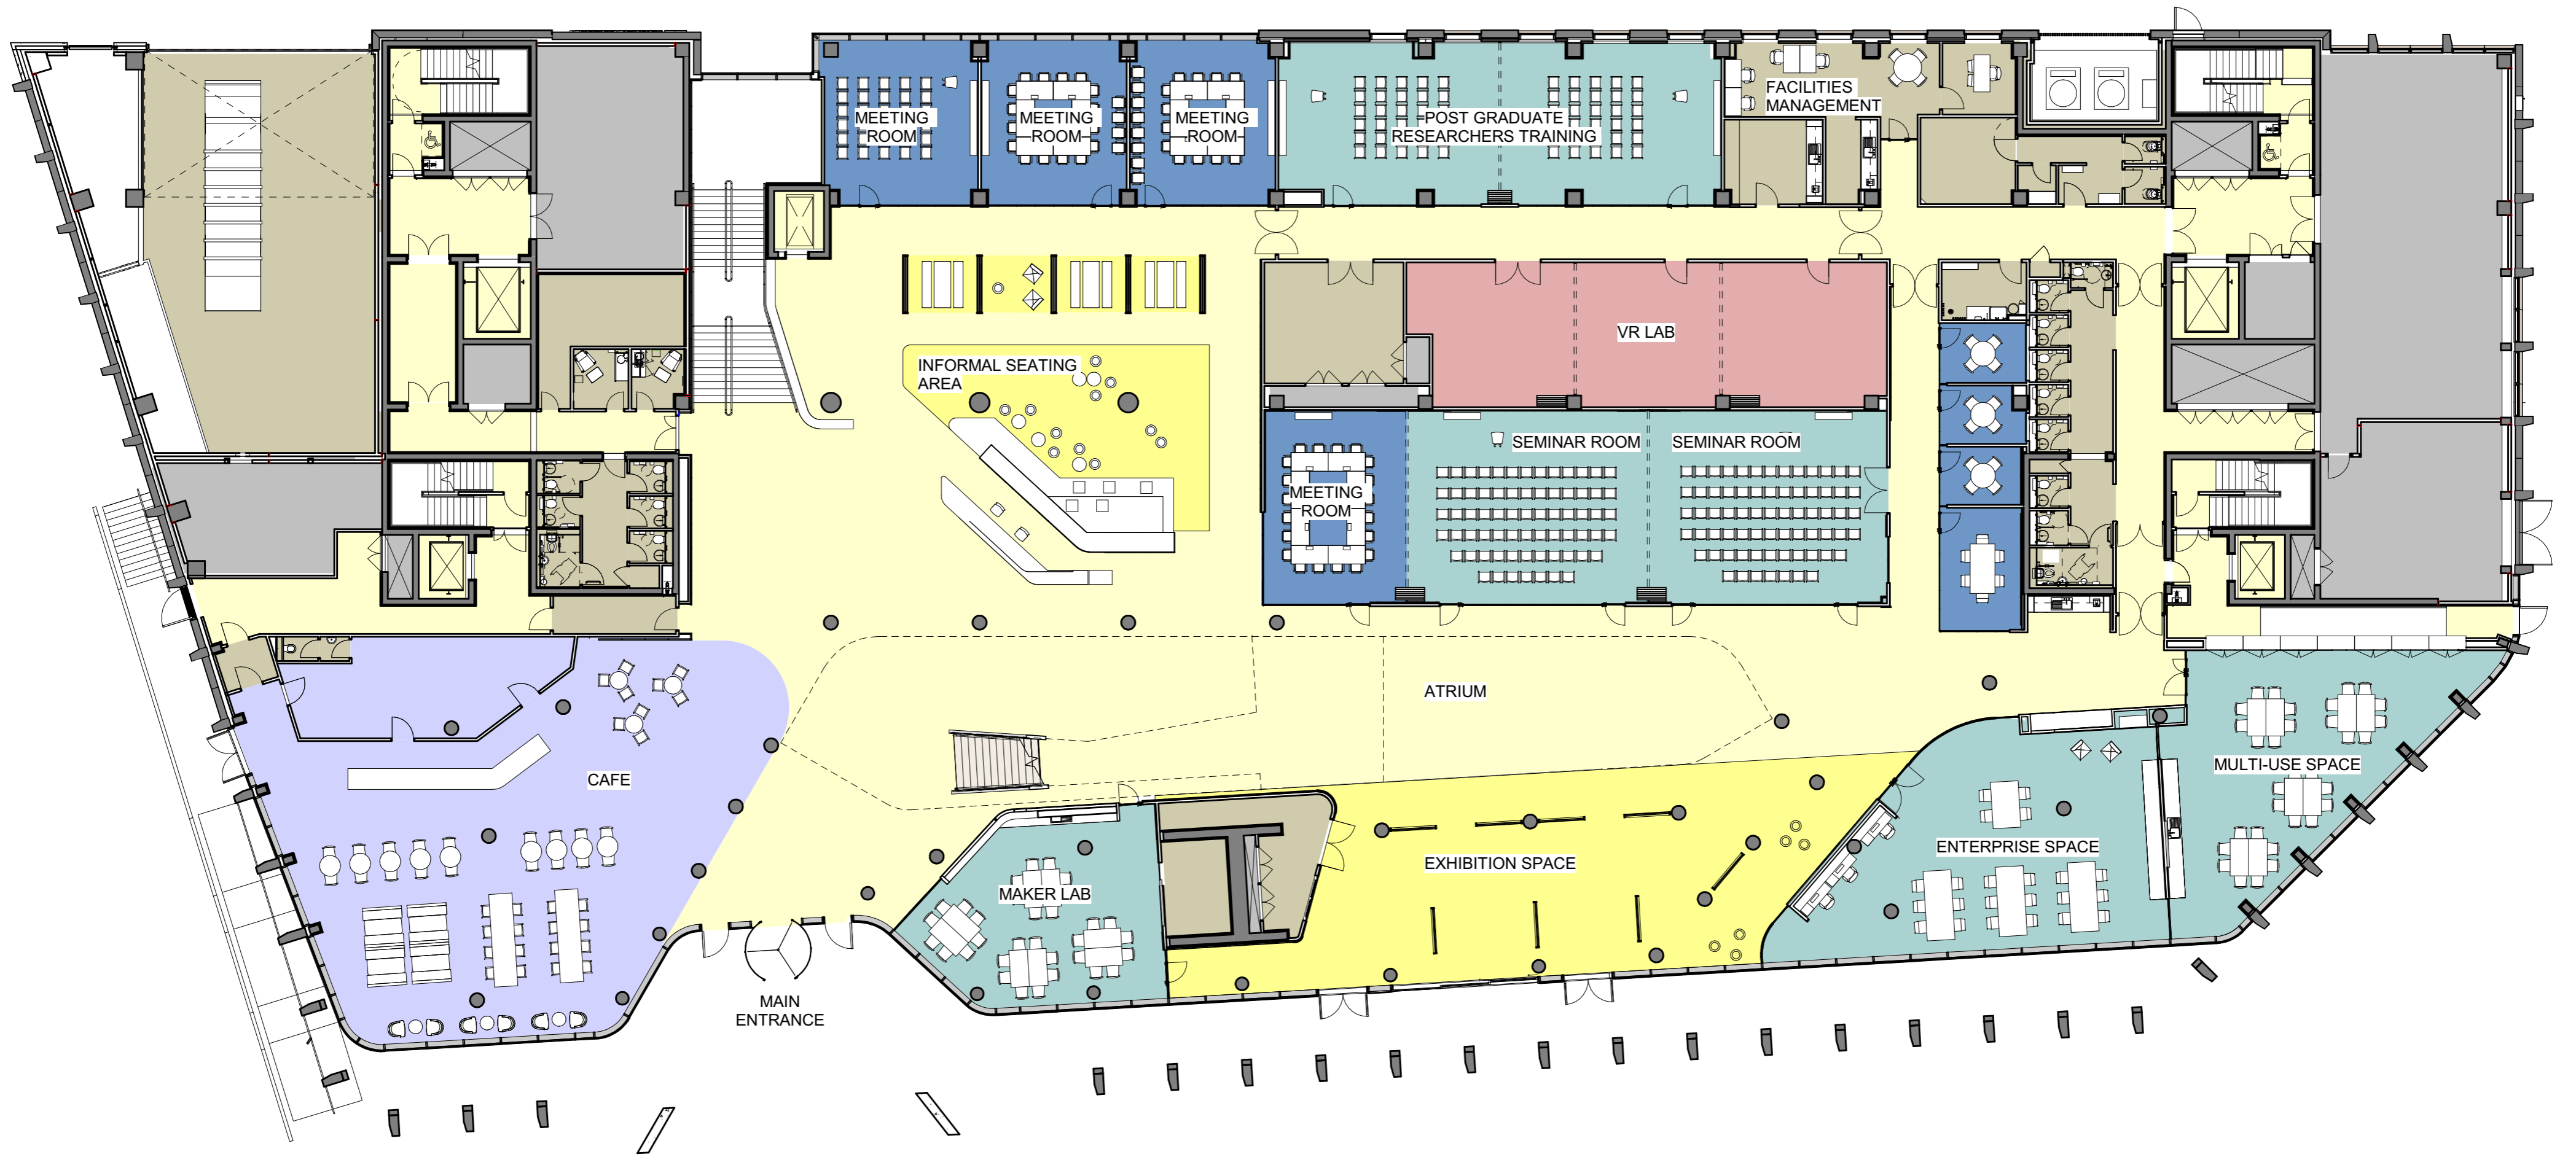 MEETING
ROOM
MEETING
ROOM
MEETING
ROOM
POST GRADUATE
RESEARCHERS TRAINING
FACILITIES
MANAGEMENT
VR LAB
INFORMAL SEATING
AREA
SEMINAR ROOM
SEMINAR ROOM
MEETING
ROOM
ATRIUM
CAFE
MULTI-USE SPACE
ENTERPRISE SPACE
EXHIBITION SPACE
MAKER LAB
MAIN
ENTRANCE